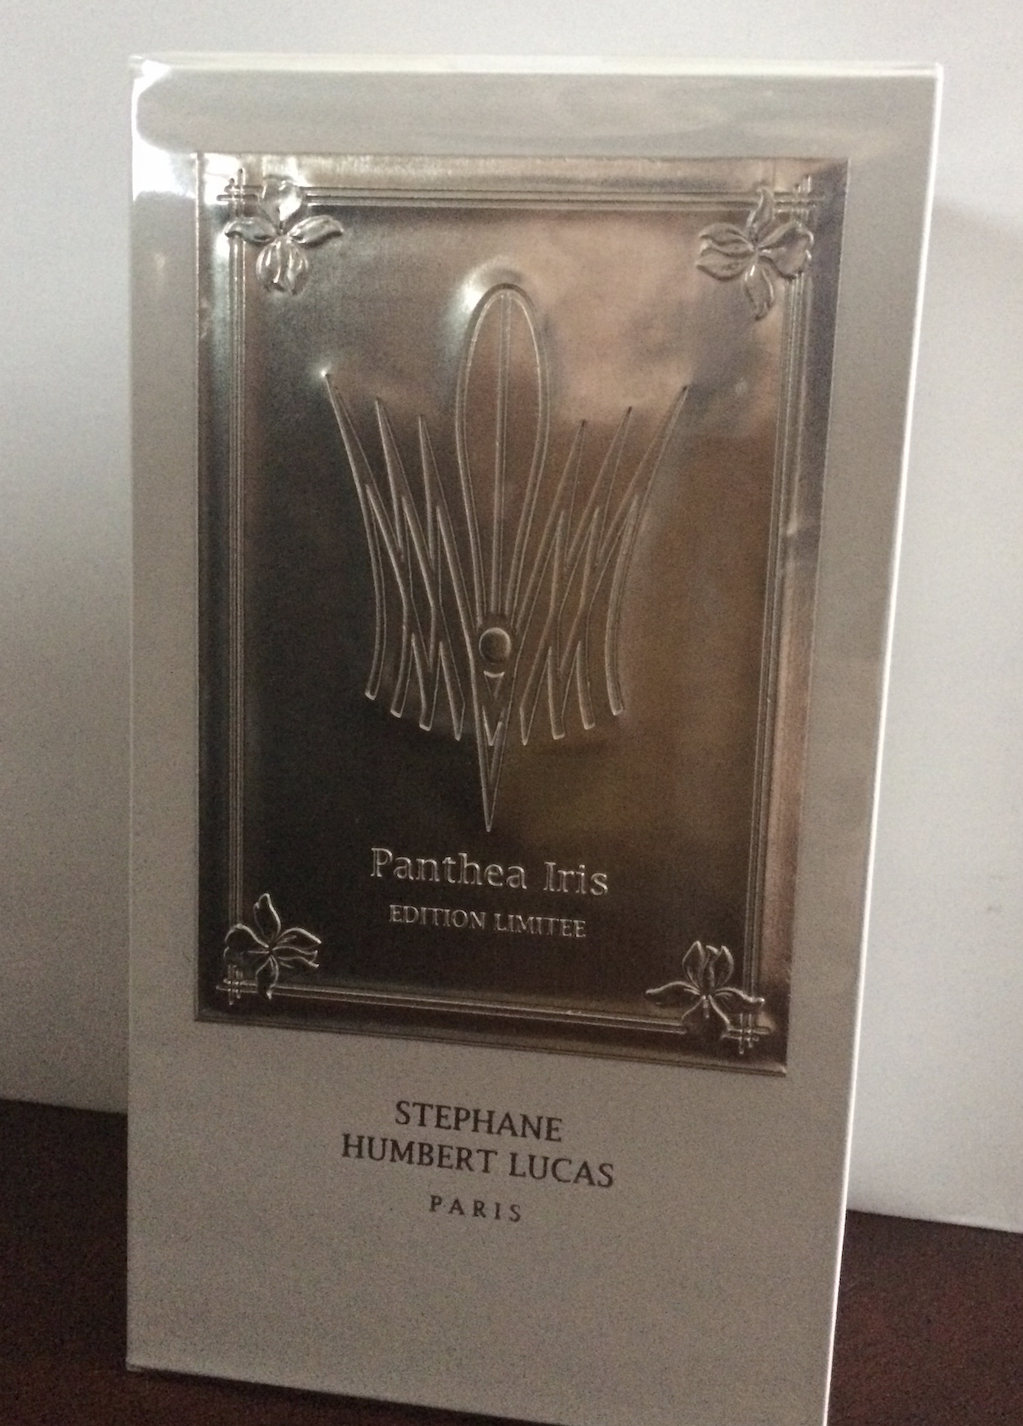 Panthea Iris
EDITION LIMITEE
STEPHANE
HUMBERT LUCAS
PARIS